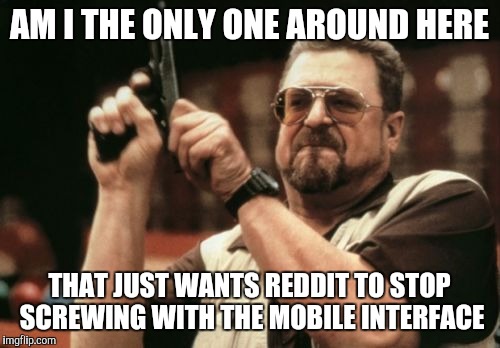 AM I THE ONLY ONE AROUND HERE
THAT JUST WANTS REDDIT TO STOP
SCREWING WITH THE MOBILE INTERFACE
imgflip.com